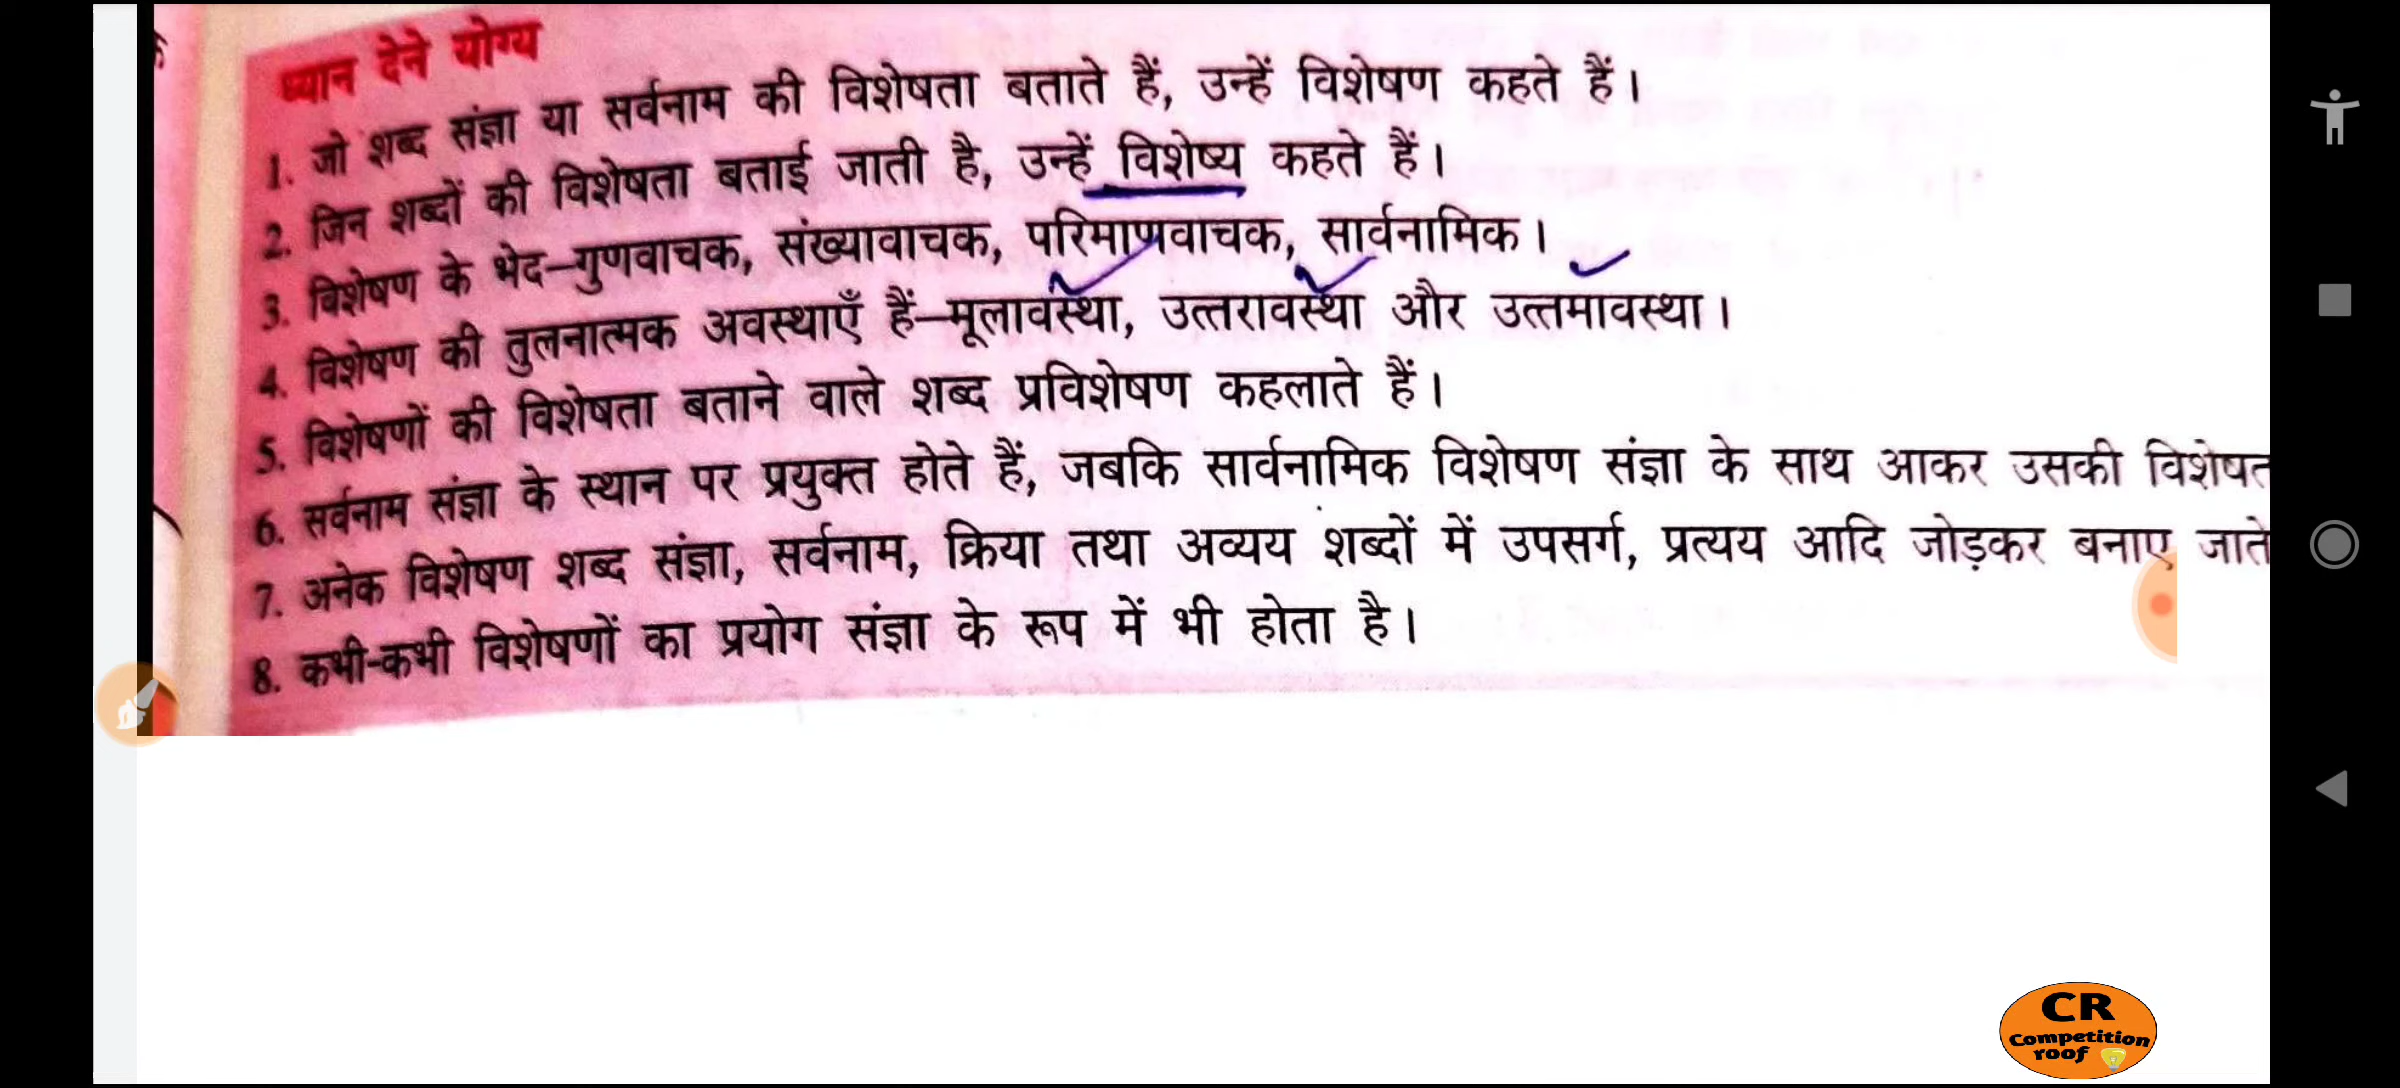 ध्यान देने योग्य
1. जो शब्द संज्ञा या सर्वनाम की विशेषता बताते हैं, उन्हें विशेषण कहते हैं।
2. जिन शब्दों की विशेषता बताई जाती है, उन्हें विशेष्य कहते हैं।
3. विशेषण के भेद–गुणवाचक, संख्यावाचक, परिमाणवाचक, सार्वनामिक।
4. विशेषण की तुलनात्मक अवस्थाएँ हैं–मूलावस्था, उत्तरावस्था और उत्तमावस्था।
5. विशेषणों की विशेषता बताने वाले शब्द प्रविशेषण कहलाते हैं।
6. सर्वनाम संज्ञा के स्थान पर प्रयुक्त होते हैं, जबकि सार्वनामिक विशेषण संज्ञा के साथ आकर उसकी
7. अनेक विशेषण शब्द संज्ञा, सर्वनाम, क्रिया तथा अव्यय शब्दों में उपसर्ग, प्रत्यय आदि जोड़कर बनाए जाते
8. कभी-कभी विशेषणों का प्रयोग संज्ञा के रूप में भी होता है।
CR
Competition
roof